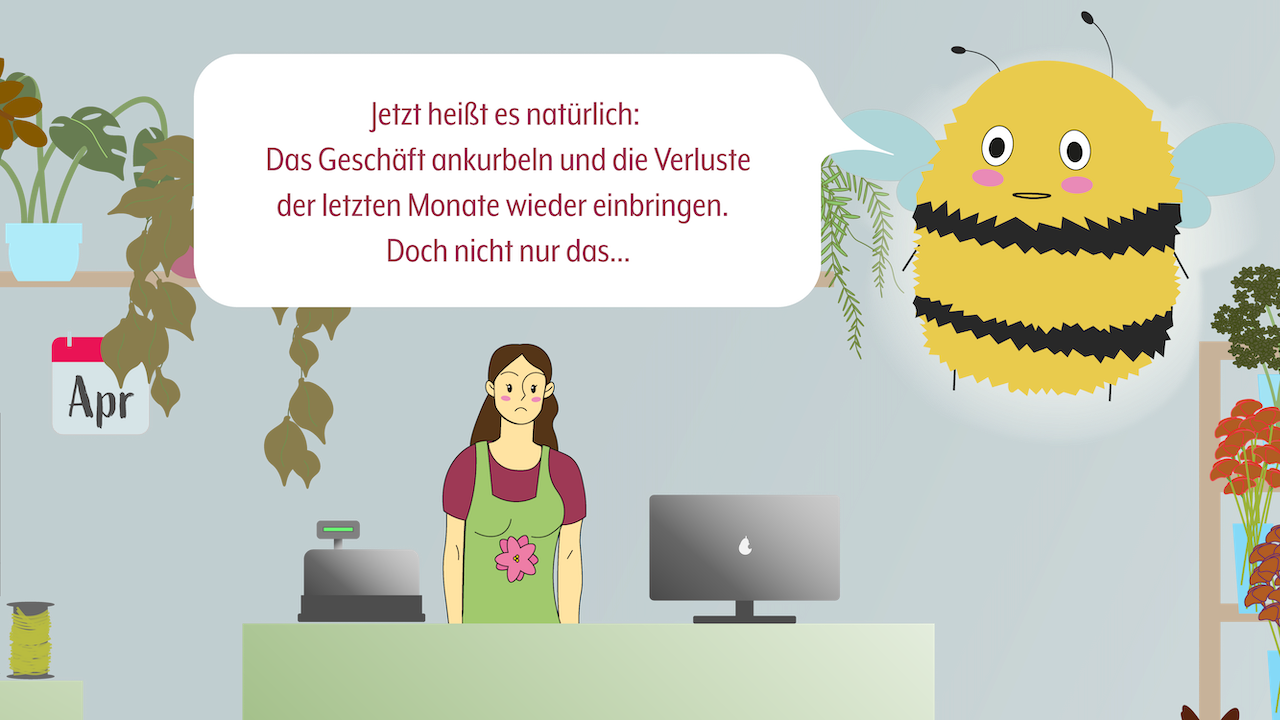 Jetzt heißt es natürlich:
Das Geschäft ankurbeln und die Verluste
der letzten Monate wieder einbringen.
Doch nicht nur das...
Apr